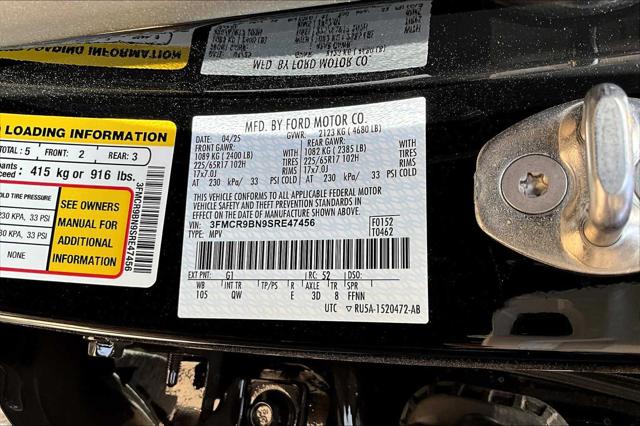 LOADING INFORMATION
TOTAL: 5 FRONT: 2 REAR: 3
415 kg or 916 lbs.
TIRE PRESSURE
230 KPA, 33 PSI
230 KPA, 33 PSI
NONE
SEE OWNERS
MANUAL FOR
ADDITIONAL
INFORMATION
3FMCR9BN9SRE47456
MFD. BY FORD MOTOR CO.
DATE: 04/25 GVWR: 2123 KG ( 4680 LB)
FRONT GAWR: REAR GAWR:
1089 KG ( 2400 LB) WITH 1082 KG ( 2385 LB) WITH
225/65R17 102H TIRES 225/65R17 102H TIRES
17x7.0J RIMS 17x7.0J RIMS
AT 230 kPa/ 33 PSI COLD AT 230 kPa/ 33 PSI COLD
THIS VEHICLE CONFORMS TO ALL APPLICABLE FEDERAL MOTOR
VEHICLE SAFETY AND THEFT PREVENTION STANDARDS IN
EFFECT ON THE DATE OF MANUFACTURE SHOWN ABOVE.
VIN: 3FMCR9BN9SRE47456 F0152
TYPE: MPV T0462
EXT PNT: G1 RC: 52 DSO:
WB INT TR TP/PS R AXLE TR SPR
105 QW E 3D 8 FFNN
UTC ▽ RU5A-1520472-AB
MFD. BY FORD MOTOR CO.